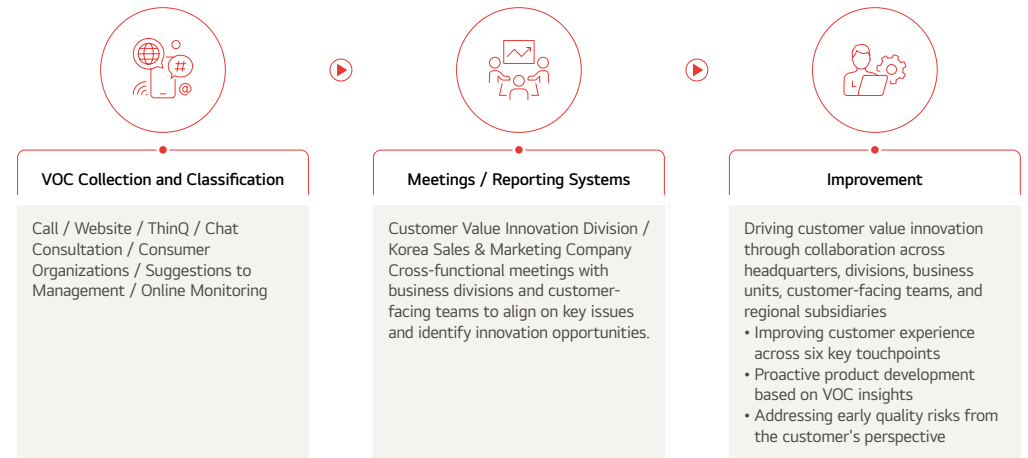 #
@
VOC Collection and Classification
Call / Website / ThinQ / Chat
Consultation / Consumer
Organizations / Suggestions to
Management / Online Monitoring
Meetings / Reporting Systems
Customer Value Innovation Division /
Korea Sales & Marketing Company
Cross-functional meetings with
business divisions and customer-
facing teams to align on key issues
and identify innovation opportunities.
Improvement
Driving customer value innovation
through collaboration across
headquarters, divisions, business
units, customer-facing teams, and
regional subsidiaries
• Improving customer experience
across six key touchpoints
• Proactive product development
based on VOC insights
• Addressing early quality risks from
the customer's perspective